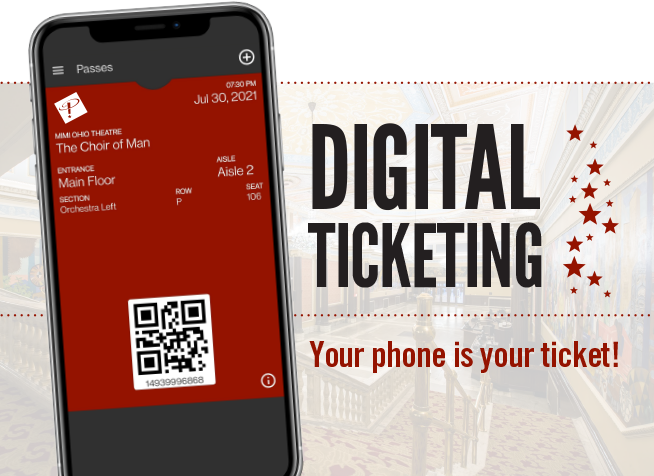 Passes
07:30 PM
Jul 30, 2021
MIMI OHIO THEATRE
The Choir of Man
ENTRANCE
Main Floor
AISLE
Aisle 2
SECTION
Orchestra Left
ROW
P
SEAT
106
14939996868
DIGITAL
TICKETING
Your phone is your ticket!